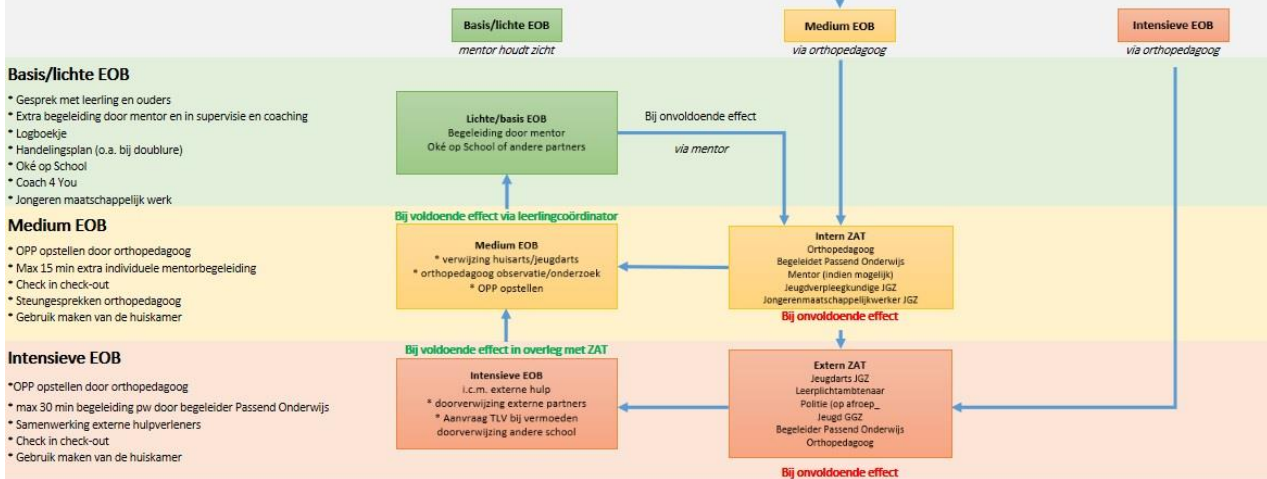 Basis/lichte EOB
mentor houdt zicht
Medium EOB
via orthopedagoog
Intensieve EOB
via orthopedagoog
Basis/lichte EOB
* Gesprek met leerling en ouders
* Extra begeleiding door mentor en in supervisie en coaching
* Logboekje
* Handelingsplan (o.a. bij doublure)
* Oké op School
* Coach 4 You
* Jongeren maatschappelijk werk
Lichte/basis EOB
Begeleiding door mentor
Oké op School of andere partners
Bij onvoldoende effect
via mentor
Bij voldoende effect via leerlingcoördinator
Medium EOB
* OPP opstellen door orthopedagoog
* Max 15 min extra individuele mentorbegeleiding
* Check in check-out
* Steungesprekken orthopedagoog
* Gebruik maken van de huiskamer
Medium EOB
* verwijzing huisarts/jeugdarts
* orthopedagoog observatie/onderzoek
* OPP opstellen
Intern ZAT
Orthopedagoog
Begeleidet Passend Onderwijs
Mentor (indien mogelijk)
Jeugdverpleegkundige JGZ
Jongerenmaatschappelijkwerker JGZ
Bij onvoldoende effect
Bij voldoende effect in overleg met ZAT
Intensieve EOB
*OPP opstellen door orthopedagoog
* max 30 min begeleiding pw door begeleider Passend Onderwijs
* Samenwerking externe hulpverleners
* Check in check-out
* Gebruik maken van de huiskamer
Intensieve EOB
i.c.m. externe hulp
* doorverwijzing externe partners
* Aanvraag TLV bij vermoeden
doorverwijzing andere school
Extern ZAT
Jeugdarts JGZ
Leerplichtambtenaar
Politie (op afroep_
Jeugd GGZ
Begeleider Passend Onderwijs
Orthopedagoog
Bij onvoldoende effect